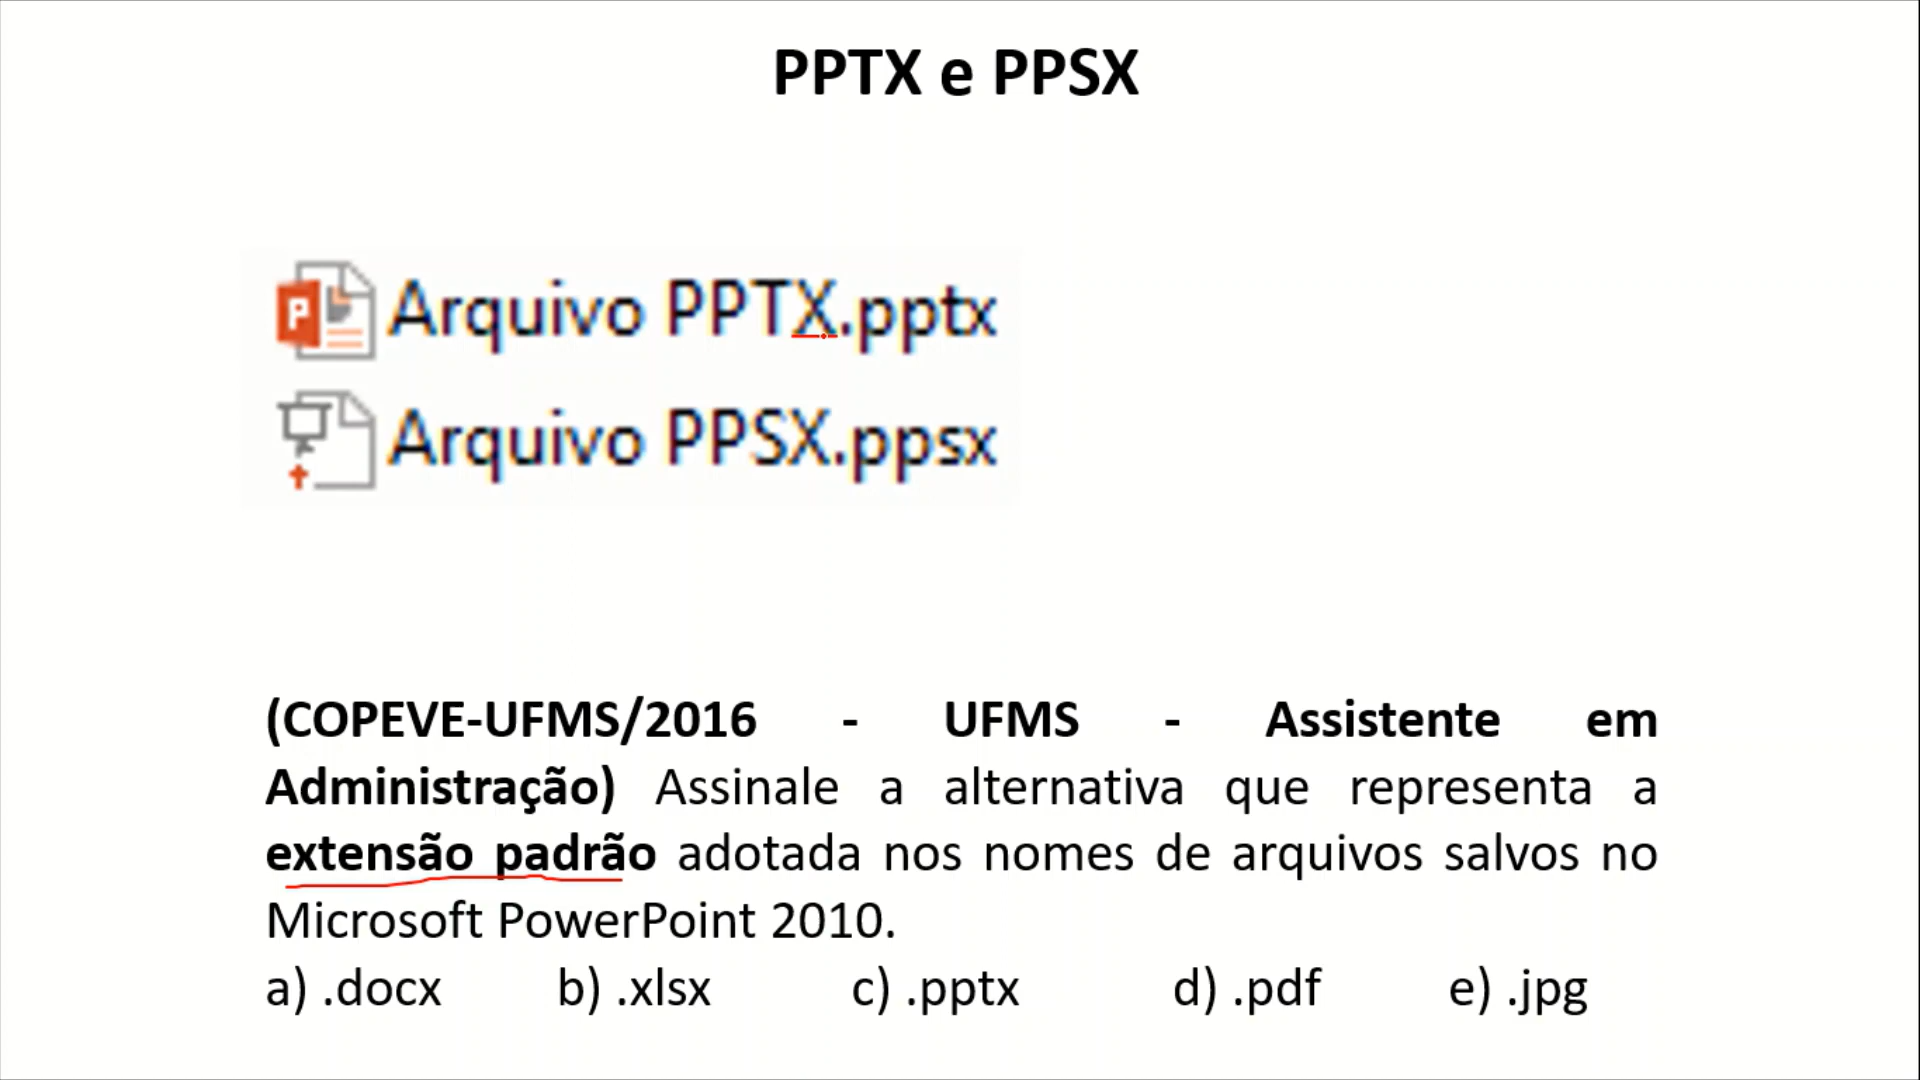 PPTX e PPSX
Arquivo PPTX.pptx
Arquivo PPSX.ppsx
(COPEVE-UFMS/2016 - UFMS - Assistente em
Administração) Assinale a alternativa que representa a
extensão padrão adotada nos nomes de arquivos salvos no
Microsoft PowerPoint 2010.
a) .docx b) .xlsx c) .pptx d) .pdf e) .jpg